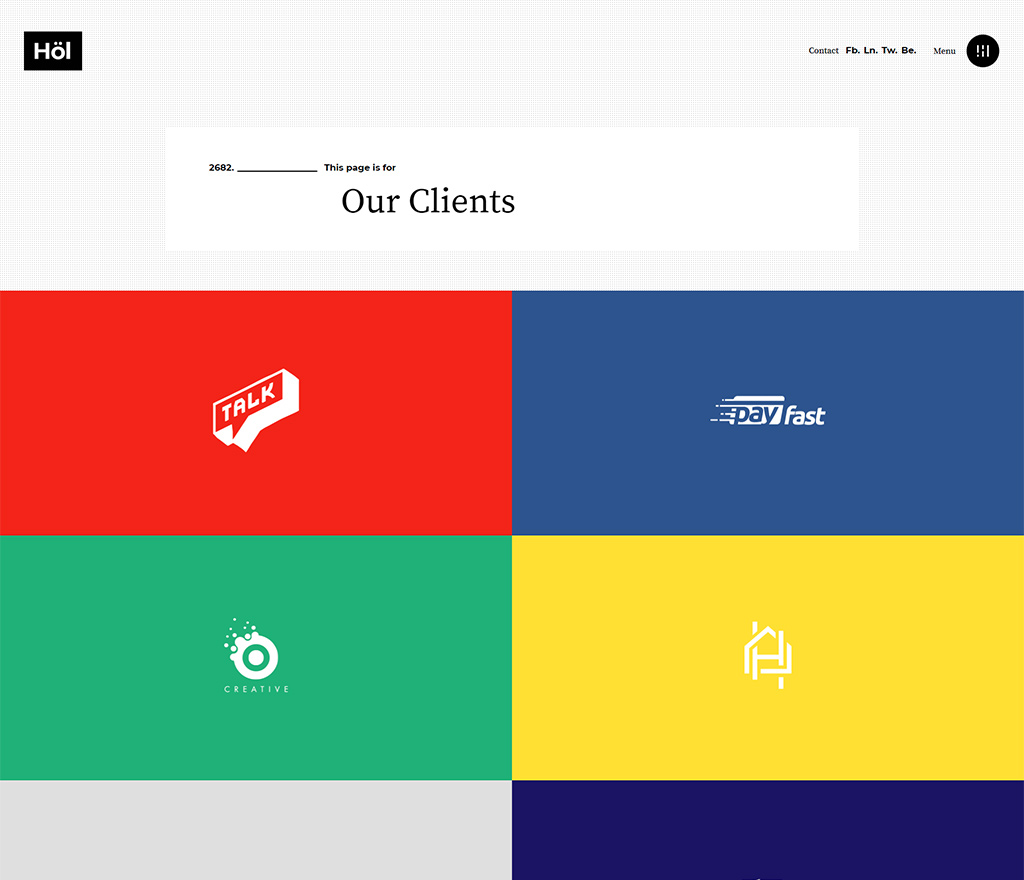 Höl
Contact Fb. Ln. Tw. Be. Menu
2682. This page is for
Our Clients
TALK
pay fast
CREATIVE